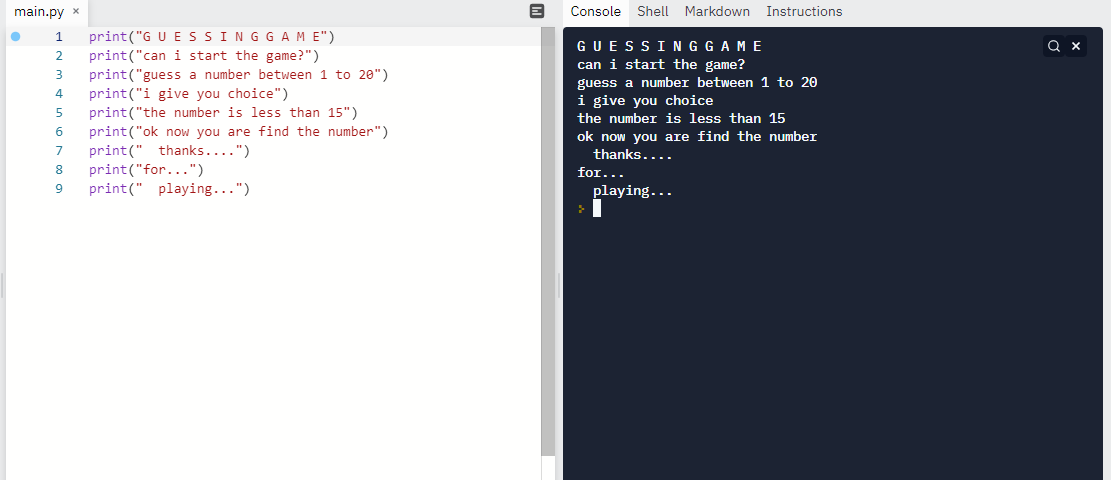 main.py ×
1 print("G U E S S I N G G A M E")
2 print("can i start the game?")
3 print("guess a number between 1 to 20")
4 print("i give you choice")
5 print("the number is less than 15")
6 print("ok now you are find the number")
7 print("  thanks....")
8 print("for...")
9 print("  playing...")
Console Shell Markdown Instructions
G U E S S I N G G A M E
can i start the game?
guess a number between 1 to 20
i give you choice
the number is less than 15
ok now you are find the number
  thanks....
for...
  playing...